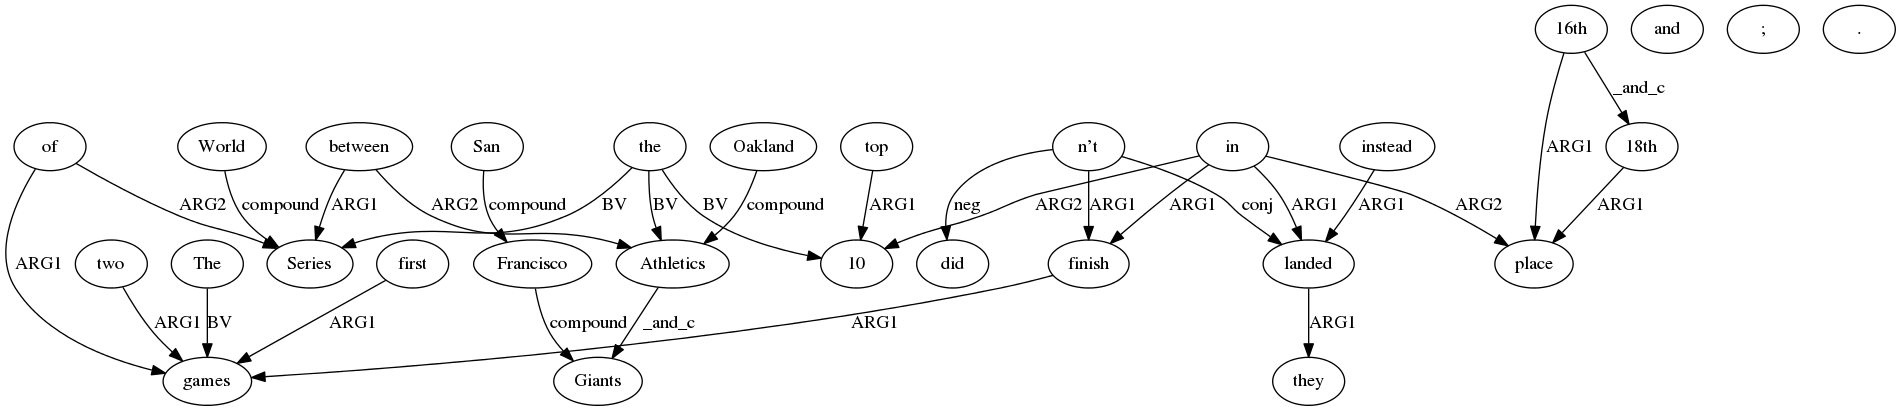 16th and ; .
_and_c
of World between San the Oakland top n't in instead 18th
ARG1
ARG2 compound ARG1 ARG2 compound BV BV BV compound ARG1 neg ARG2 ARG1 ARG1 conj ARG1 ARG1 ARG2 ARG1
two The Series first Francisco Athletics 10 did finish landed place
ARG1 ARG1 BV ARG1 compound _and_c ARG1 ARG1
games Giants they